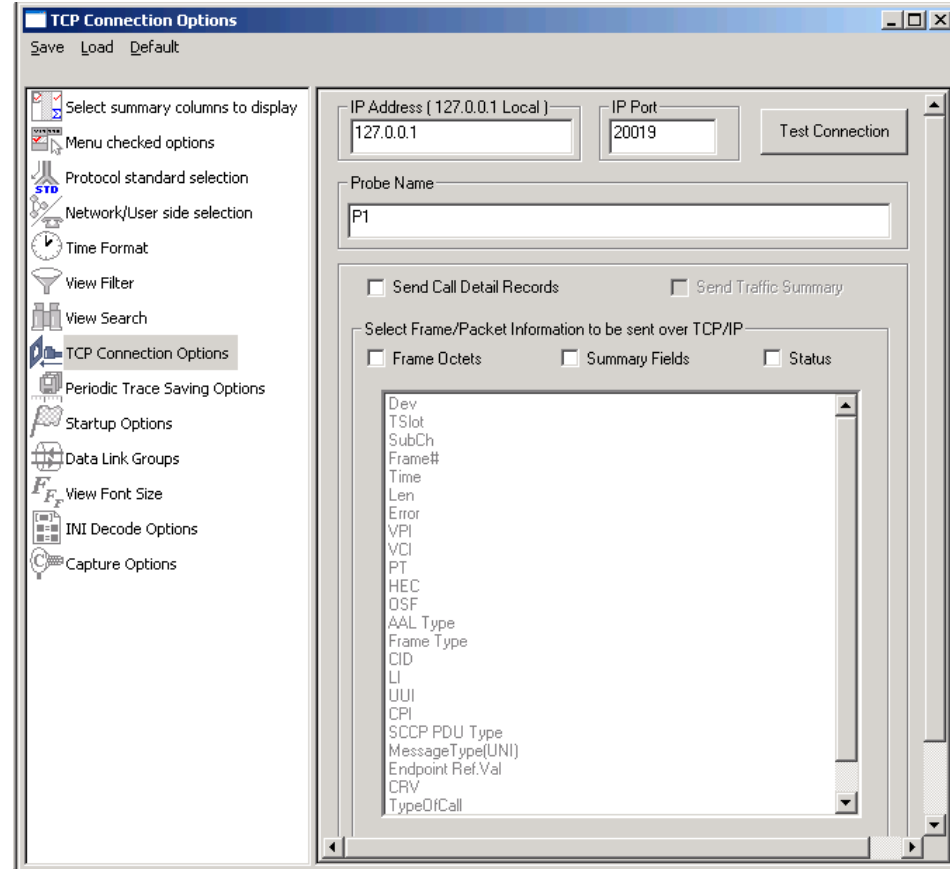 TCP Connection Options
Save Load Default
Select summary columns to display
Menu checked options
STD
Protocol standard selection
Network/User side selection
Time Format
View Filter
View Search
TCP Connection Options
Periodic Trace Saving Options
Startup Options
Data Link Groups
View Font Size
INI Decode Options
Capture Options
IP Address ( 127.0.0.1 Local )
127.0.0.1
IP Port
20019
Test Connection
Probe Name
P1
Send Call Detail Records
Send Traffic Summary
Select Frame/Packet Information to be sent over TCP/IP
Frame Octets
Summary Fields
Status
Dev
TSlot
SubCh
Frame#
Time
Len
Error
VPI
VCI
PT
HEC
OSF
AAL Type
Frame Type
CID
LI
UUI
CPI
SCCP PDU Type
MessageType(UNI)
Endpoint Ref.Val
CRV
TypeOfCall